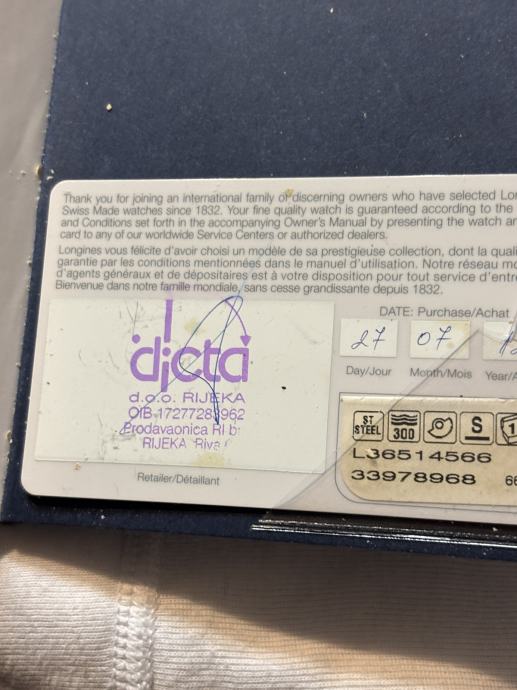 Thank you for joining an international family of discerning owners who have selected
Swiss Made watches since 1832. Your fine quality watch is guaranteed according to the
and Conditions set forth in the accompanying Owner's Manual by presenting the watch
card to any of our worldwide Service Centers or authorized dealers.
Longines vous félicite d'avoir choisi un modèle de sa prestigieuse collection, dont la
garantie par les conditions mentionnées dans le manuel d'utilisation. Notre réseau
d'agents généraux et de dépositaires est à votre disposition pour tout service
Bienvenue dans notre famille mondiale, sans cesse grandissante depuis 1832.
DATE: Purchase/Achat
27 07
Day/Jour Month/Mois
djeta
d.o.o. RIJEKA
OIB 
Prodavaonica RI
RIJEKA Riva
Retailer/Détaillant
ST STEEL 300 S
L36514566
33978968